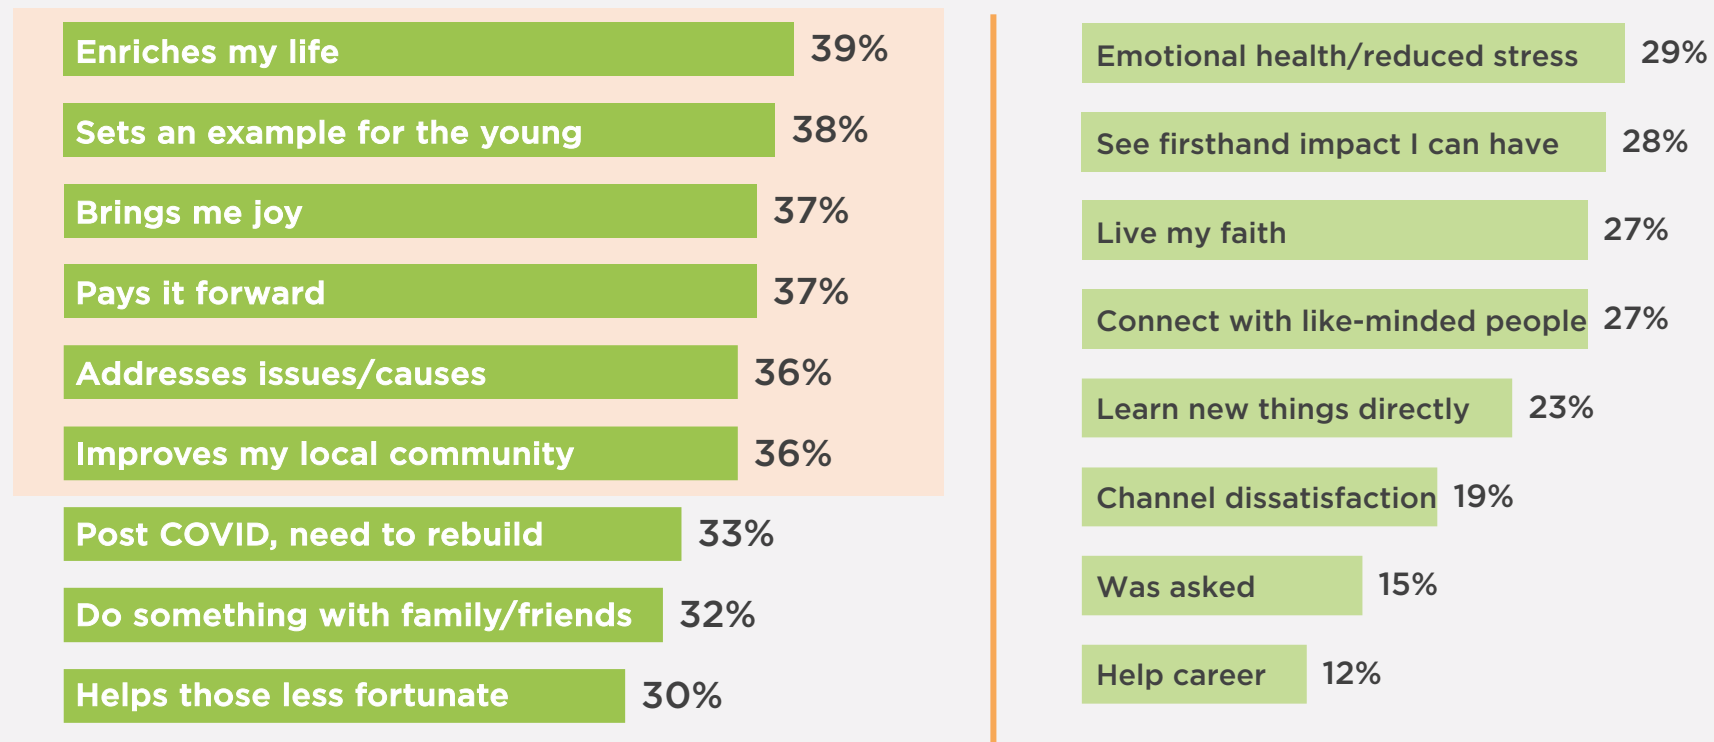 Enriches my life 39%
Sets an example for the young 38%
Brings me joy 37%
Pays it forward 37%
Addresses issues/causes 36%
Improves my local community 36%
Post COVID, need to rebuild 33%
Do something with family/friends 32%
Helps those less fortunate 30%
Emotional health/reduced stress 29%
See firsthand impact I can have 28%
Live my faith 27%
Connect with like-minded people 27%
Learn new things directly 23%
Channel dissatisfaction 19%
Was asked 15%
Help career 12%